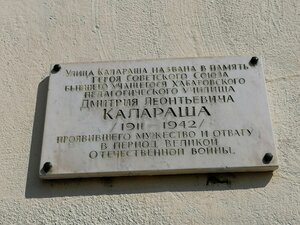 Улица Калараша названа в память
Героя Советского Союза
бывшего учащегося Хабаровского
педагогического училища
Дмитрия Леонтьевича
КАЛАРАША
/1911-1942/
проявившего мужество и отвагу
в период Великой
Отечественной войны.